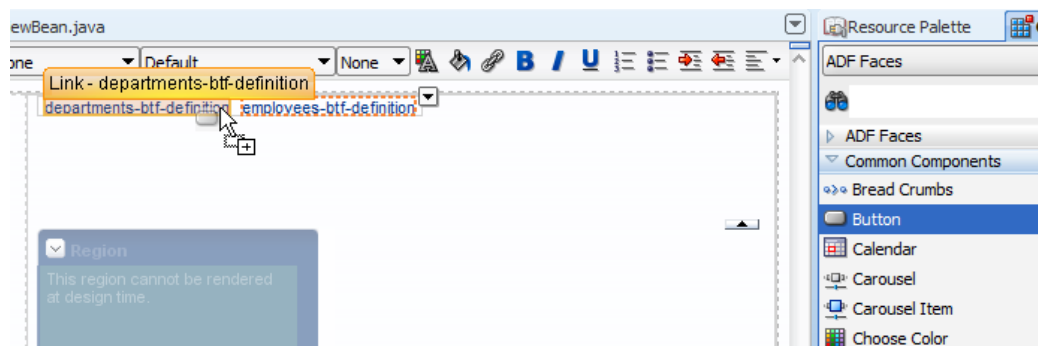 ewBean.java
one
Default
None
B I U
Link - departments-btf-definition
departments-btf-definition
employees-btf-definition
Region
This region cannot be rendered
at design time.
Resource Palette
ADF Faces
ADF Faces
Common Components
Bread Crumbs
Button
Calendar
Carousel
Carousel Item
Choose Color